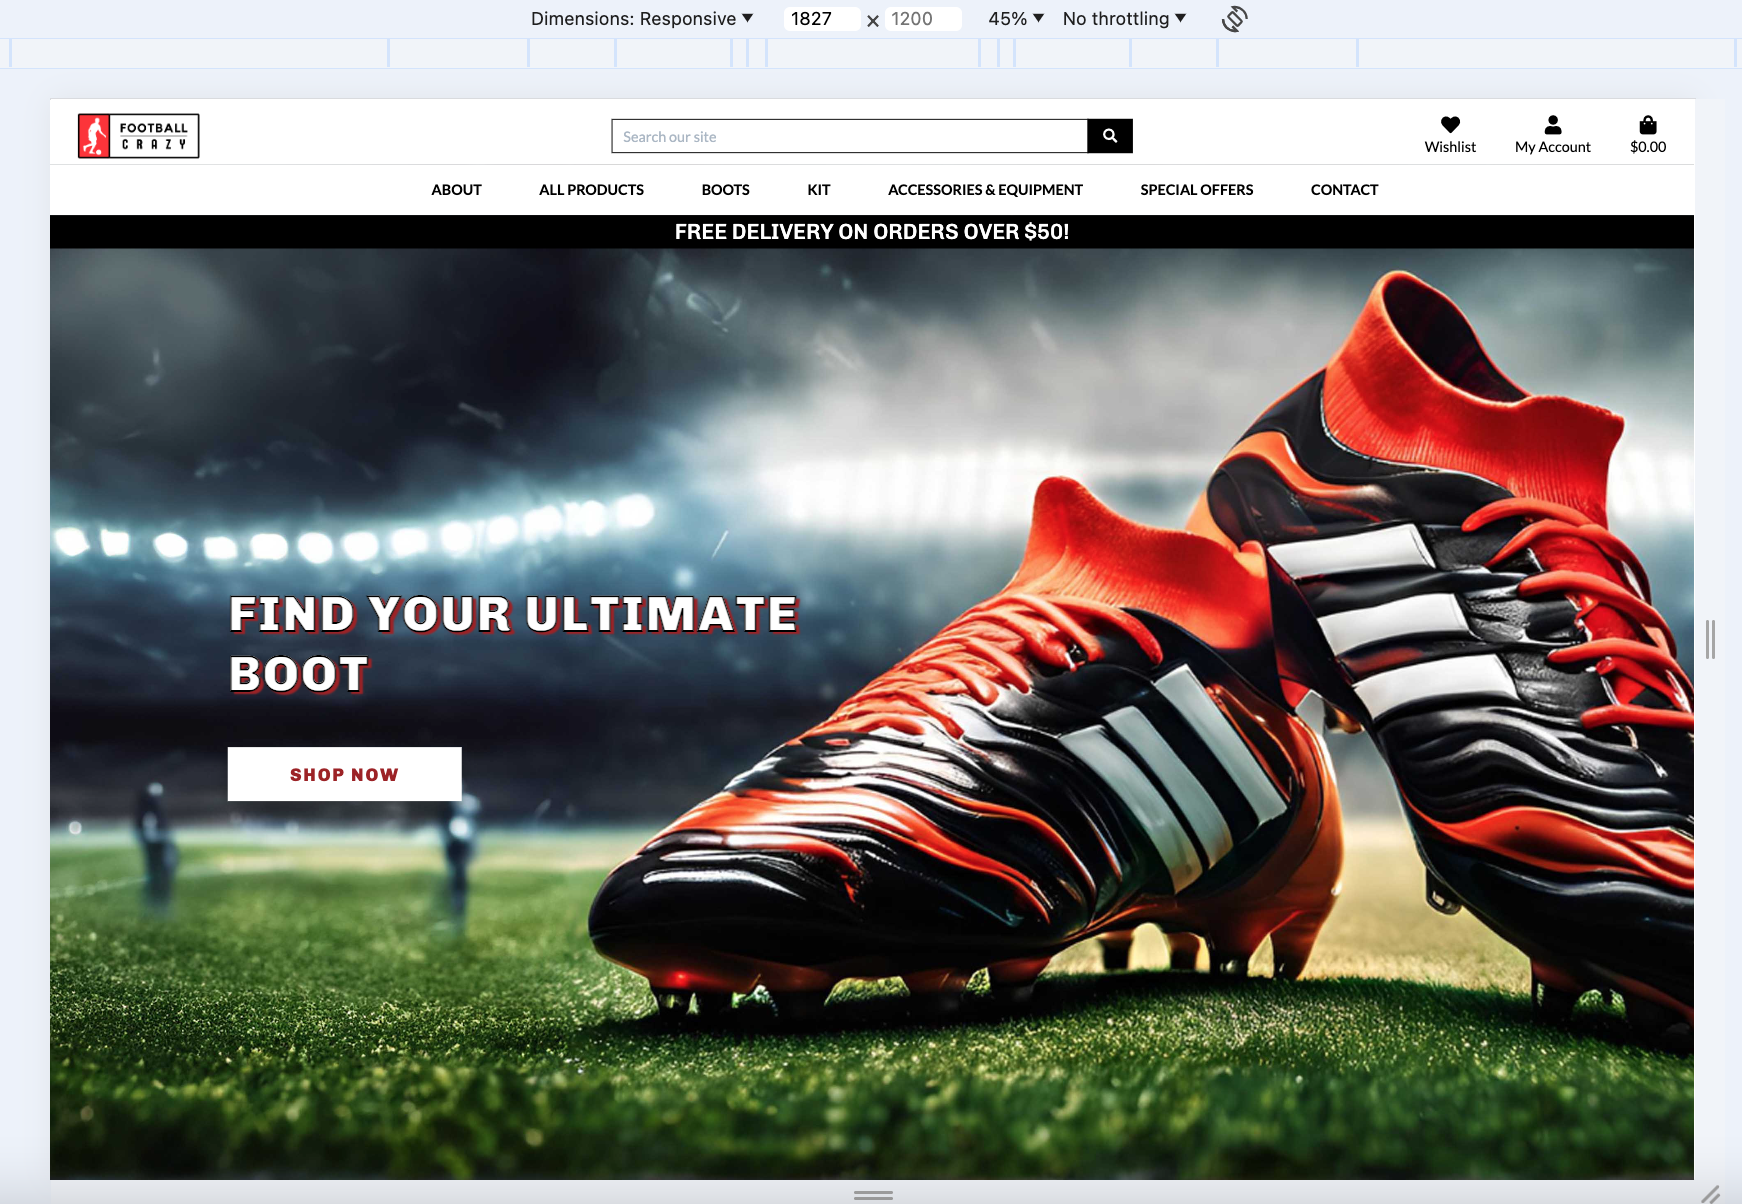 Dimensions: Responsive 1827 x 1200 45% No throttling
FOOTBALL
CRAZY
Search our site
Wishlist My Account $0.00
ABOUT ALL PRODUCTS BOOTS KIT ACCESSORIES & EQUIPMENT SPECIAL OFFERS CONTACT
FREE DELIVERY ON ORDERS OVER $50!
FIND YOUR ULTIMATE
BOOT
SHOP NOW